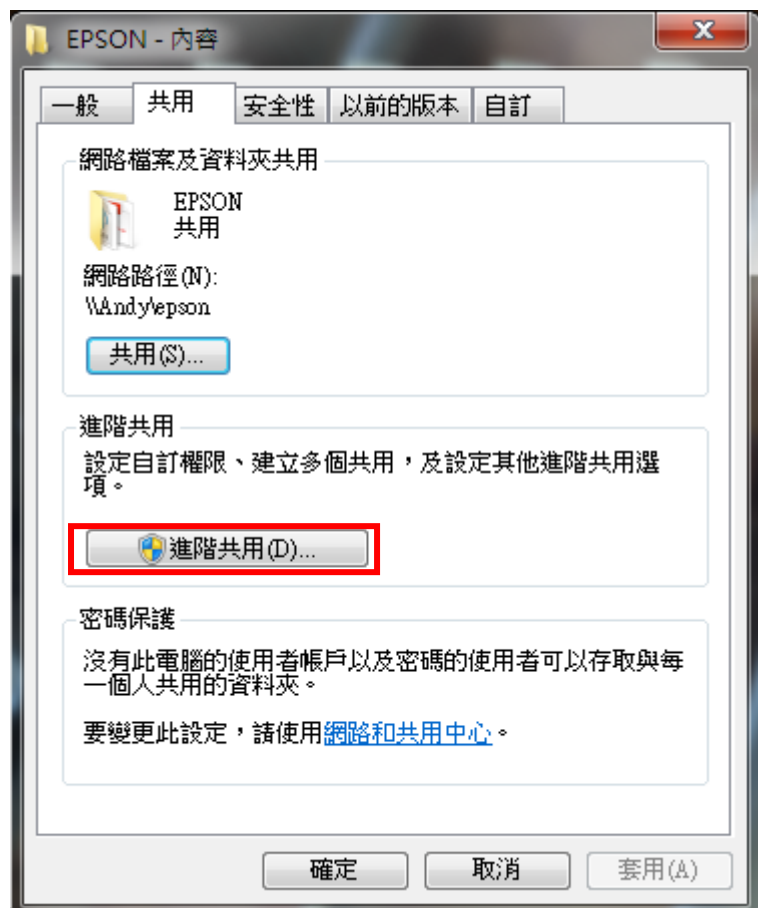 EPSON - 內容
一般 共用 安全性 以前的版本 自訂
網路檔案及資料夾共用
EPSON
共用
網路路徑(N):
\\Andy\epson
共用(S)...
進階共用
設定自訂權限、建立多個共用，及設定其他進階共用選
項。
進階共用(D)...
密碼保護
沒有此電腦的使用者帳戶以及密碼的使用者可以存取與每
一個人共用的資料夾。
要變更此設定，請使用網路和共用中心。
確定 取消 套用(A)